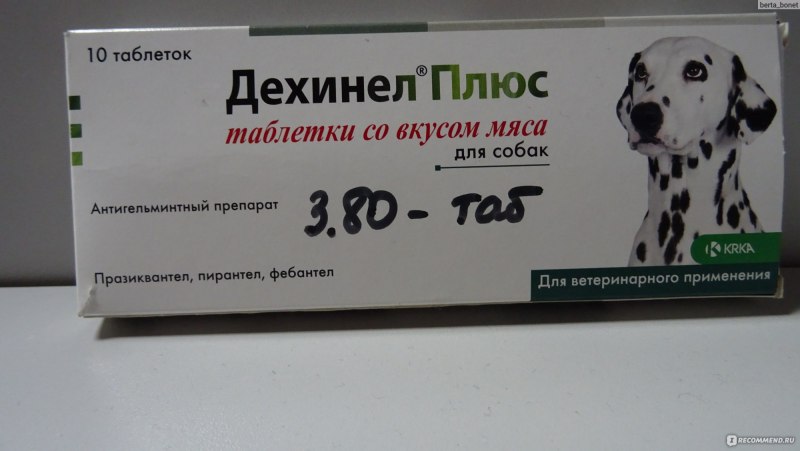 berta_bonet
10 таблеток
Дехинел® Плюс
таблетки со вкусом мяса
для собак
Антигельминтный препарат
3.80 - таб
Празиквантел, пирантел, фебантел
KRKA
Для ветеринарного применения
IRECOMMEND.RU